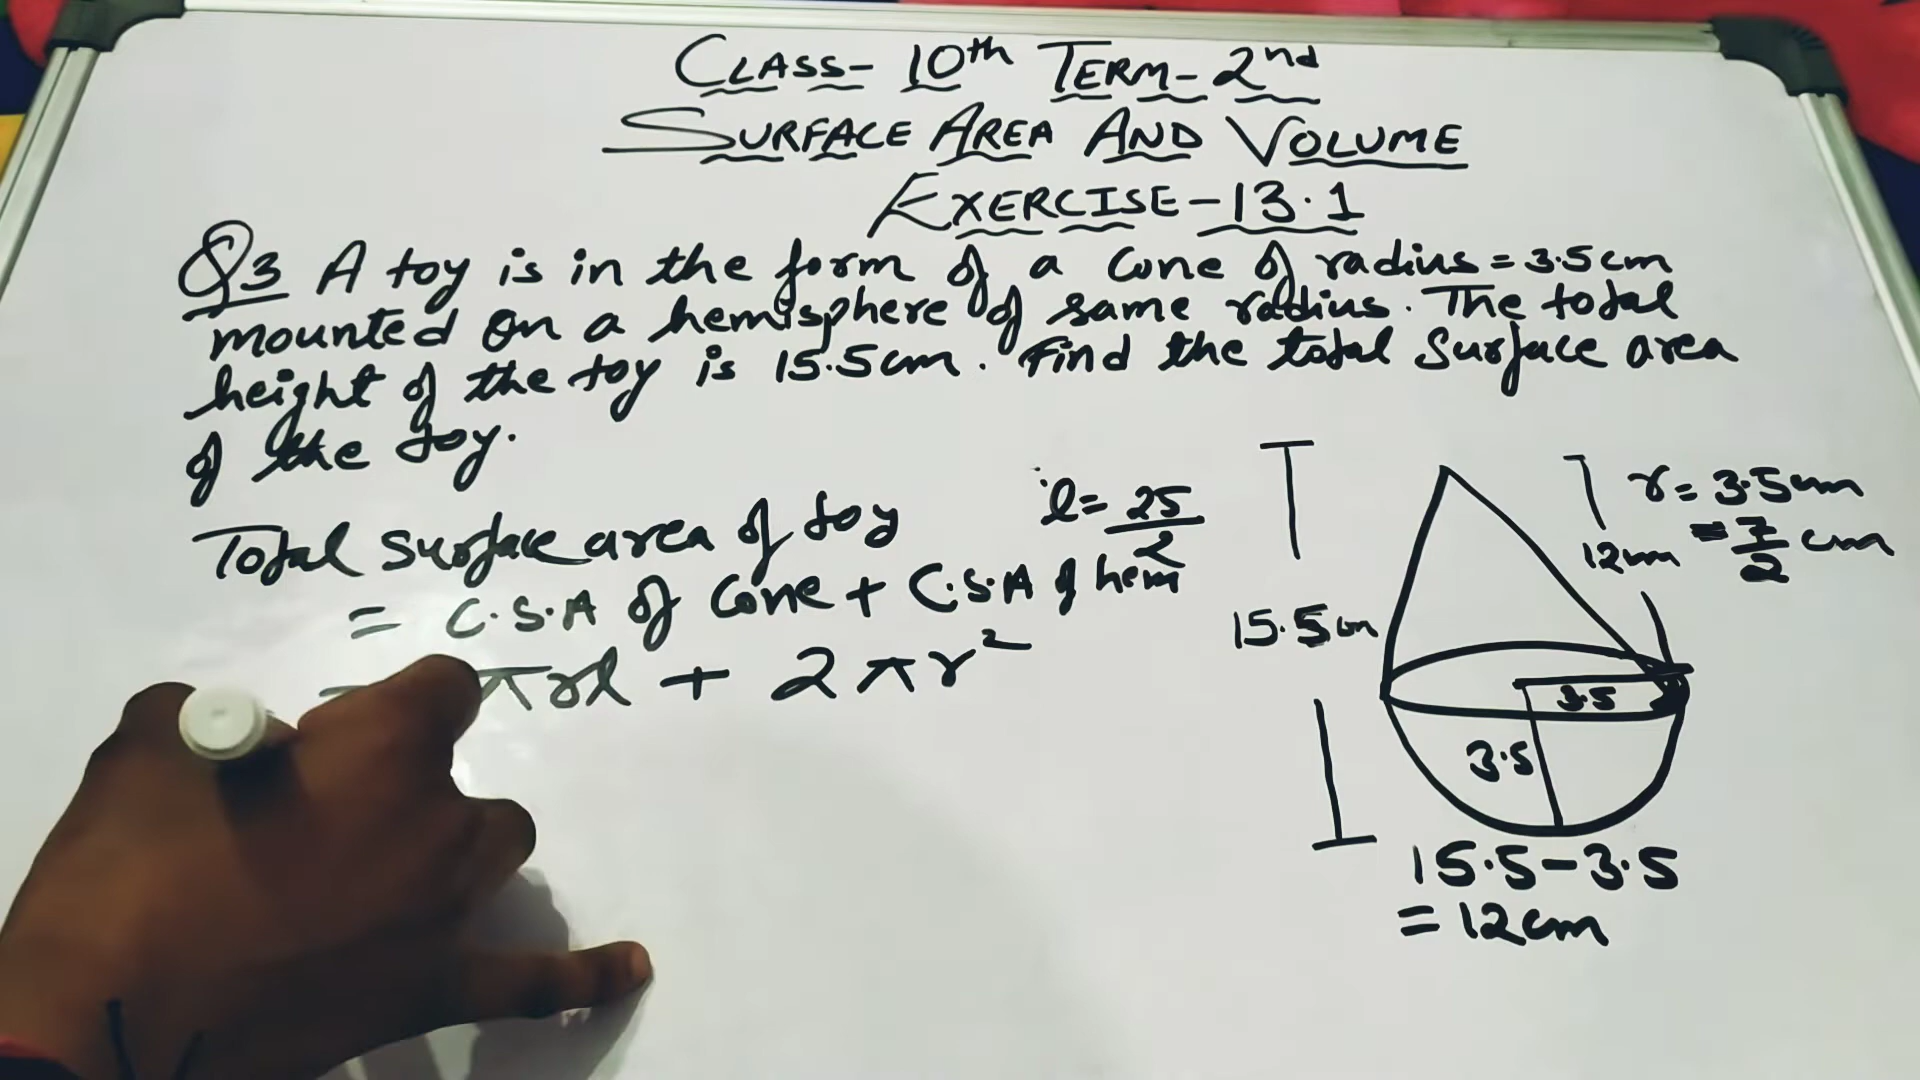 CLASS- 10th TERM- 2nd
SURFACE AREA AND VOLUME
EXERCISE-13.1
Q3 A toy is in the form of a cone of radius = 3.5cm
mounted on a hemisphere of same radius. The total
height of the toy is 15.5cm. Find the total surface area
of the toy.
Total surface area of toy
= C.S.A of cone + C.S.A of hem
= πrl + 2πr²
l = 25/2
15.5cm
12cm
r = 3.5cm
= 7/2 cm
3.5
3.5
15.5-3.5
= 12cm